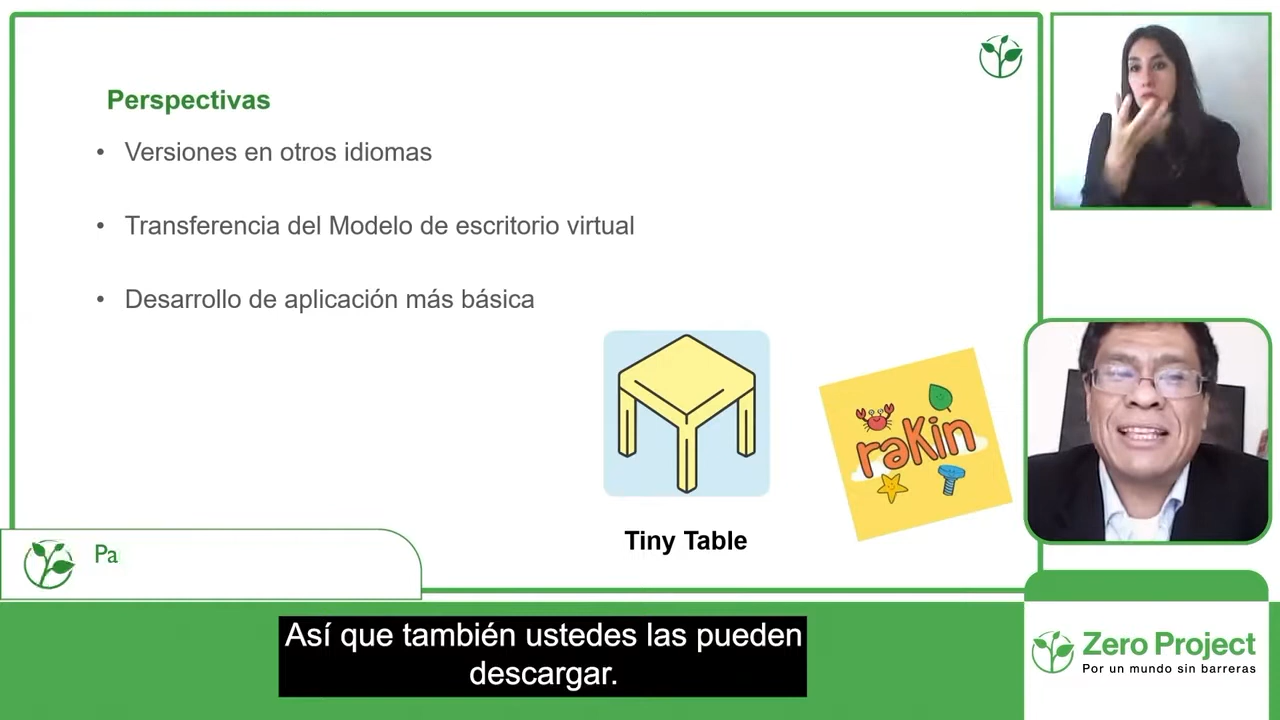 Perspectivas
• Versiones en otros idiomas
• Transferencia del Modelo de escritorio virtual
• Desarrollo de aplicación más básica
rakin
Tiny Table
Pa
Así que también ustedes las pueden
descargar.
Zero Project
Por un mundo sin barreras